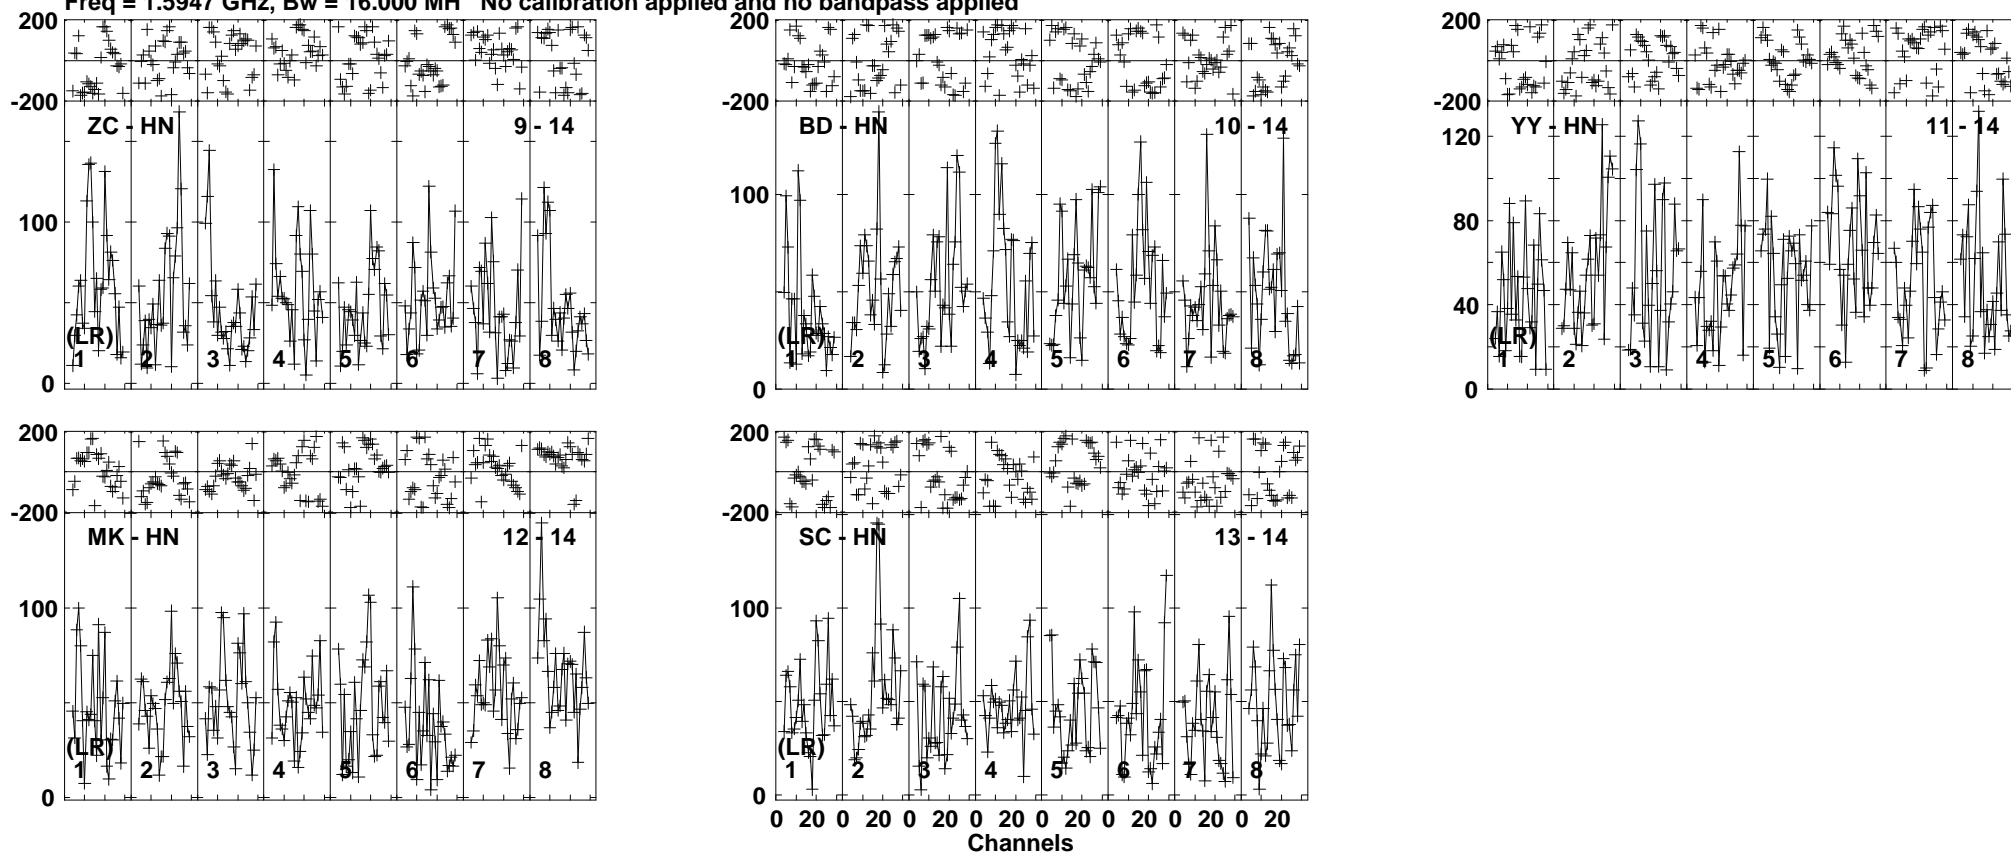 Freq = 1.5947 GHz, Bw = 16.000 MH No calibration applied and no bandpass applied
200
-200
ZC - HN 9 - 14
100
0
(LR)
1 2 3 4 5 6 7 8
200
-200
BD - HN 10 - 14
100
0
(LR)
1 2 3 4 5 6 7 8
200
-200
YY - HN 11 - 14
120
80
40
0
(LR)
1 2 3 4 5 6 7 8
200
-200
MK - HN 12 - 14
100
0
(LR)
1 2 3 4 5 6 7 8
200
-200
SC - HN 13 - 14
100
0
(LR)
1 2 3 4 5 6 7 8
0 20 0 20 0 20 0 20 0 20 0 20 0 20 0 20
Channels